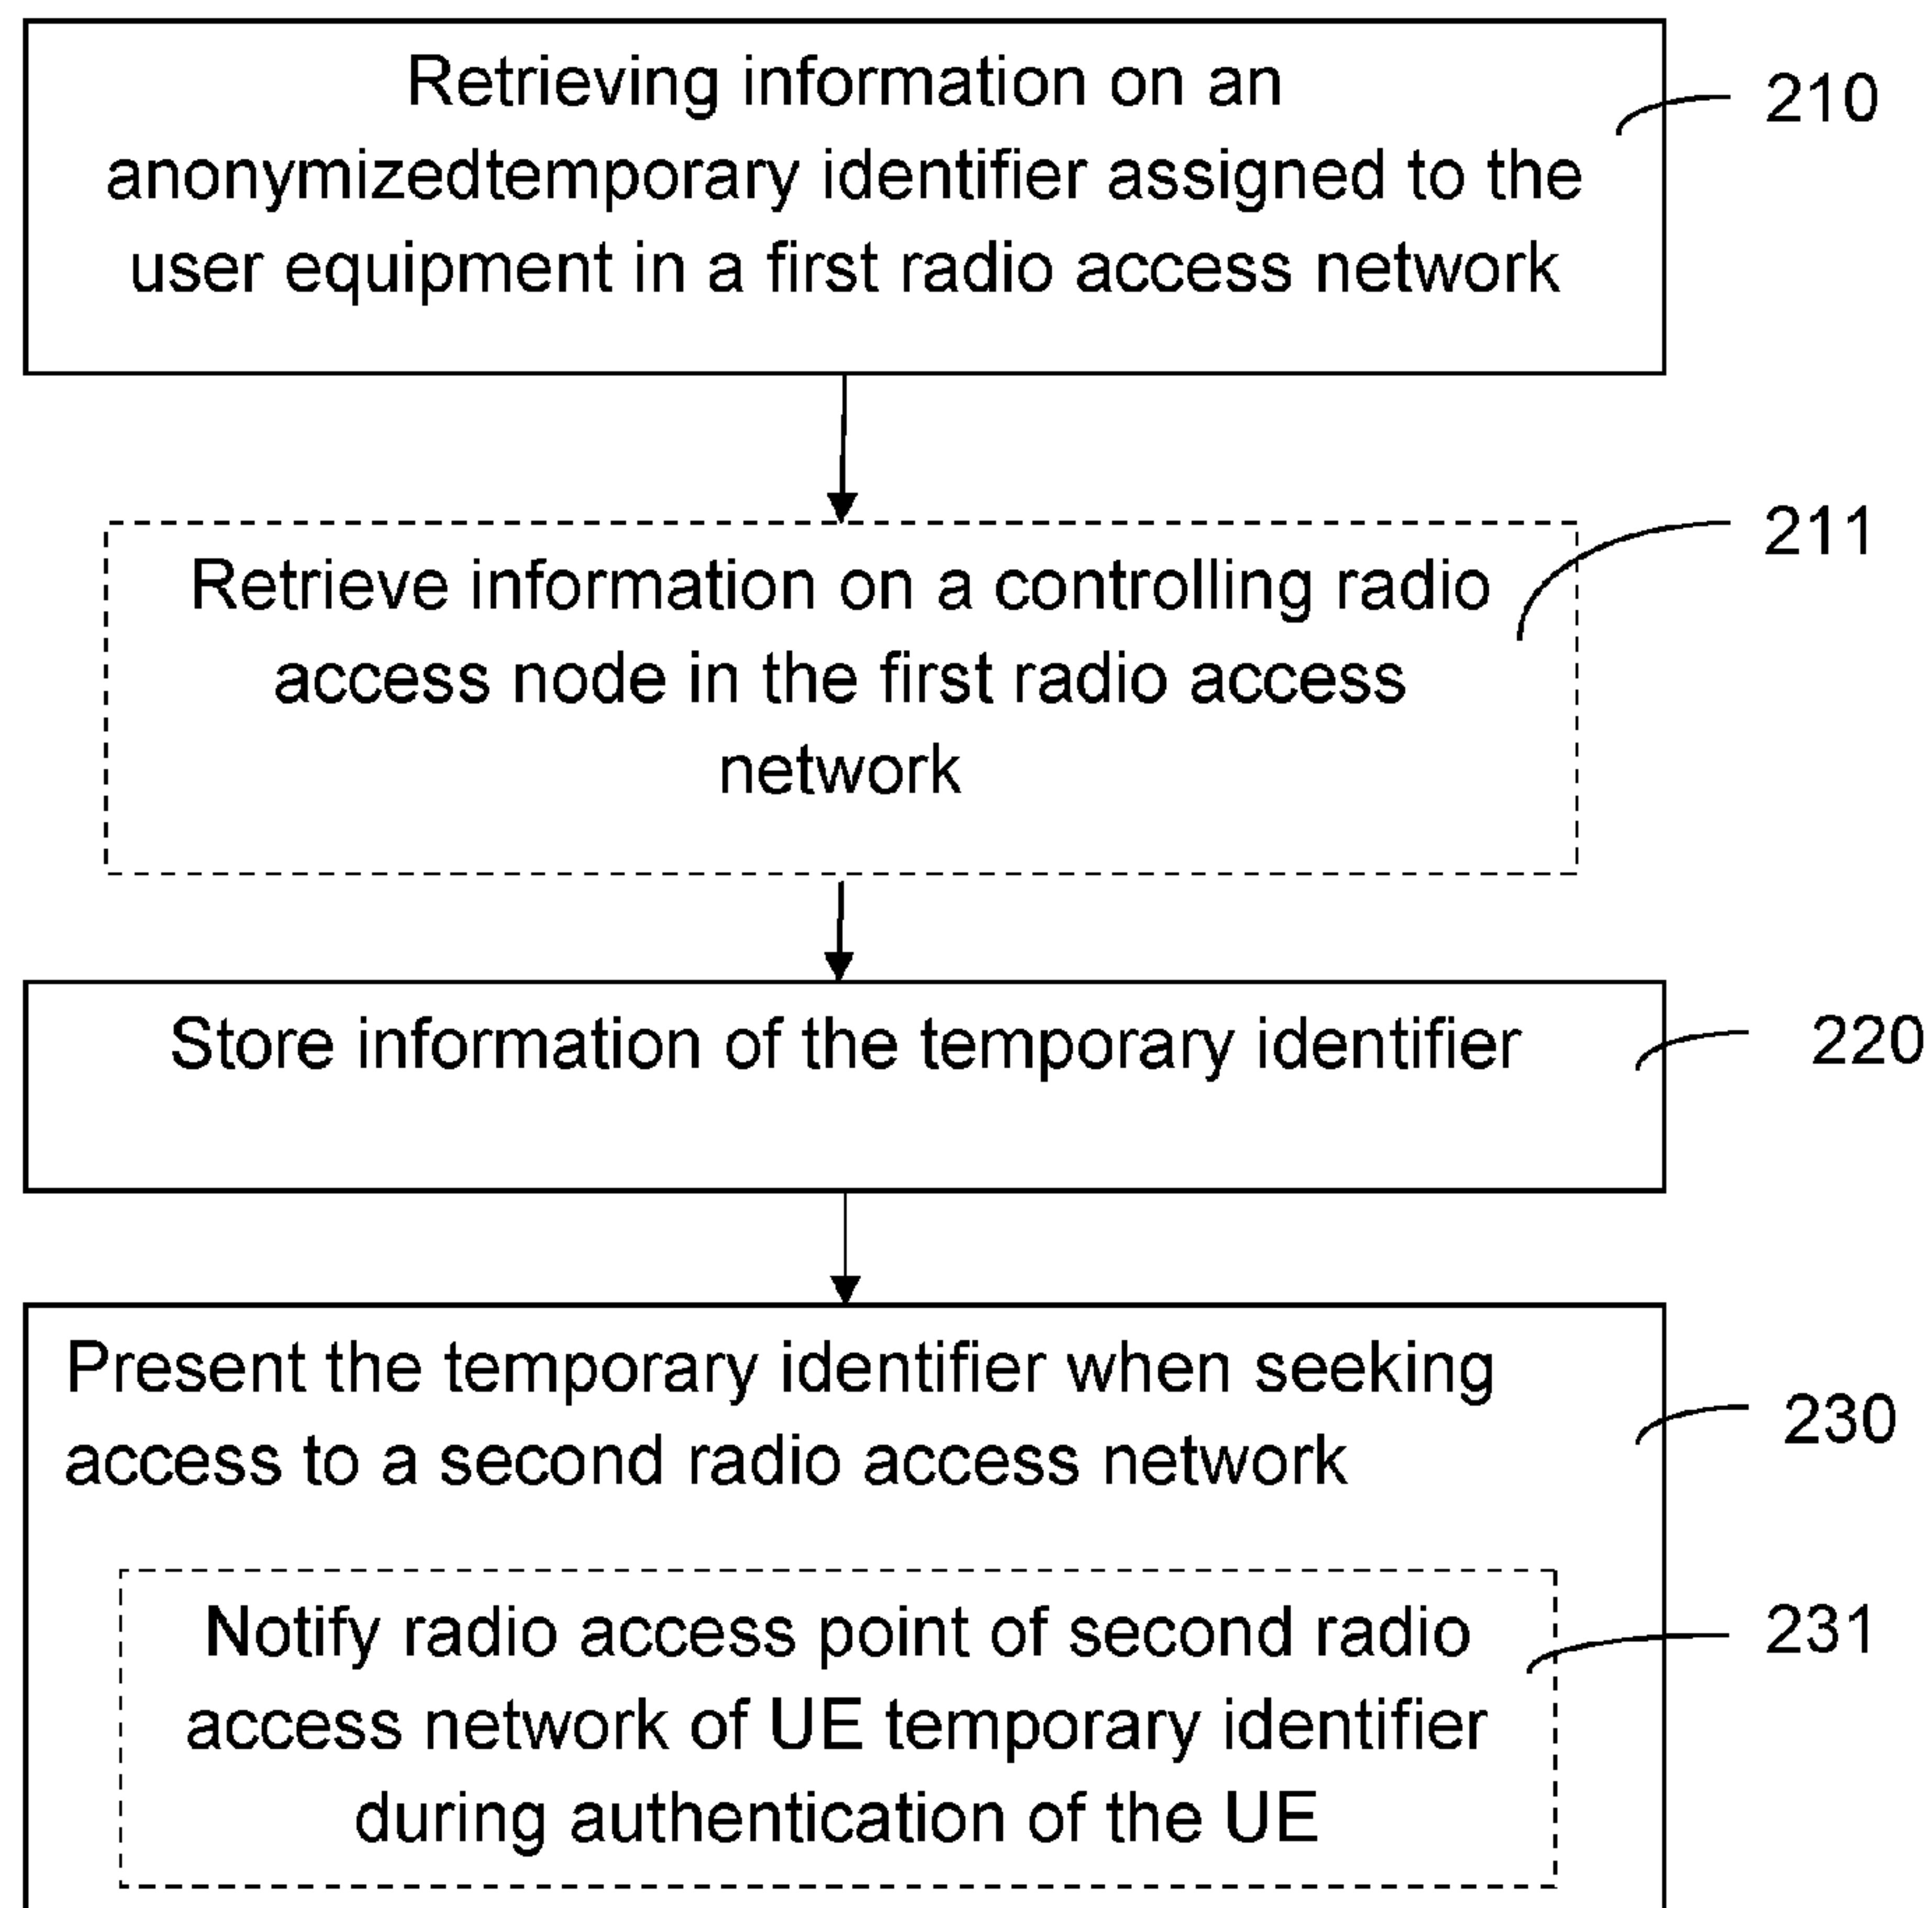 Retrieving information on an
210
anonymizedtemporary identifier assigned to the
user equipment in a first radio access network
211
Retrieve information on a controlling radio
access node in the first radio access
network
Store information of the temporary identifier
220
Present the temporary identifier when seeking
230
access to a second radio access network
Notify radio access point of second radio
231
access network of UE temporary identifier
during authentication of the UE